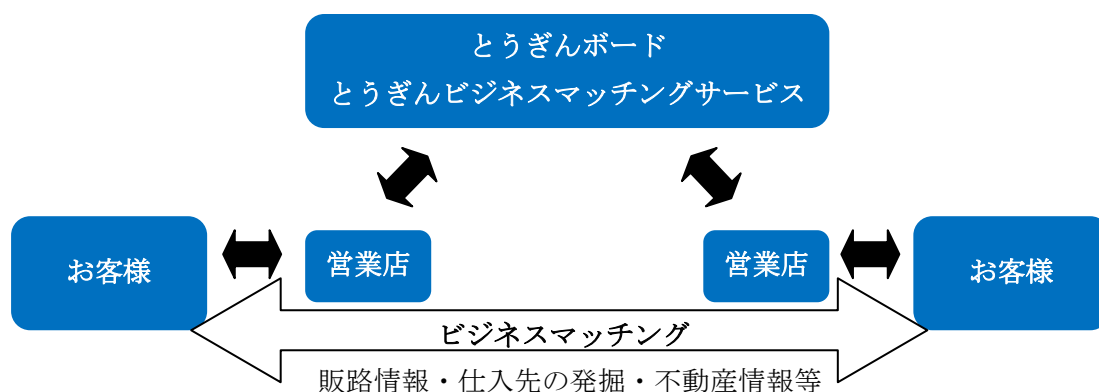 とうぎんボード
とうぎんビジネスマッチングサービス
お客様
営業店
営業店
お客様
ビジネスマッチング
販路情報・仕入先の発掘・不動産情報等